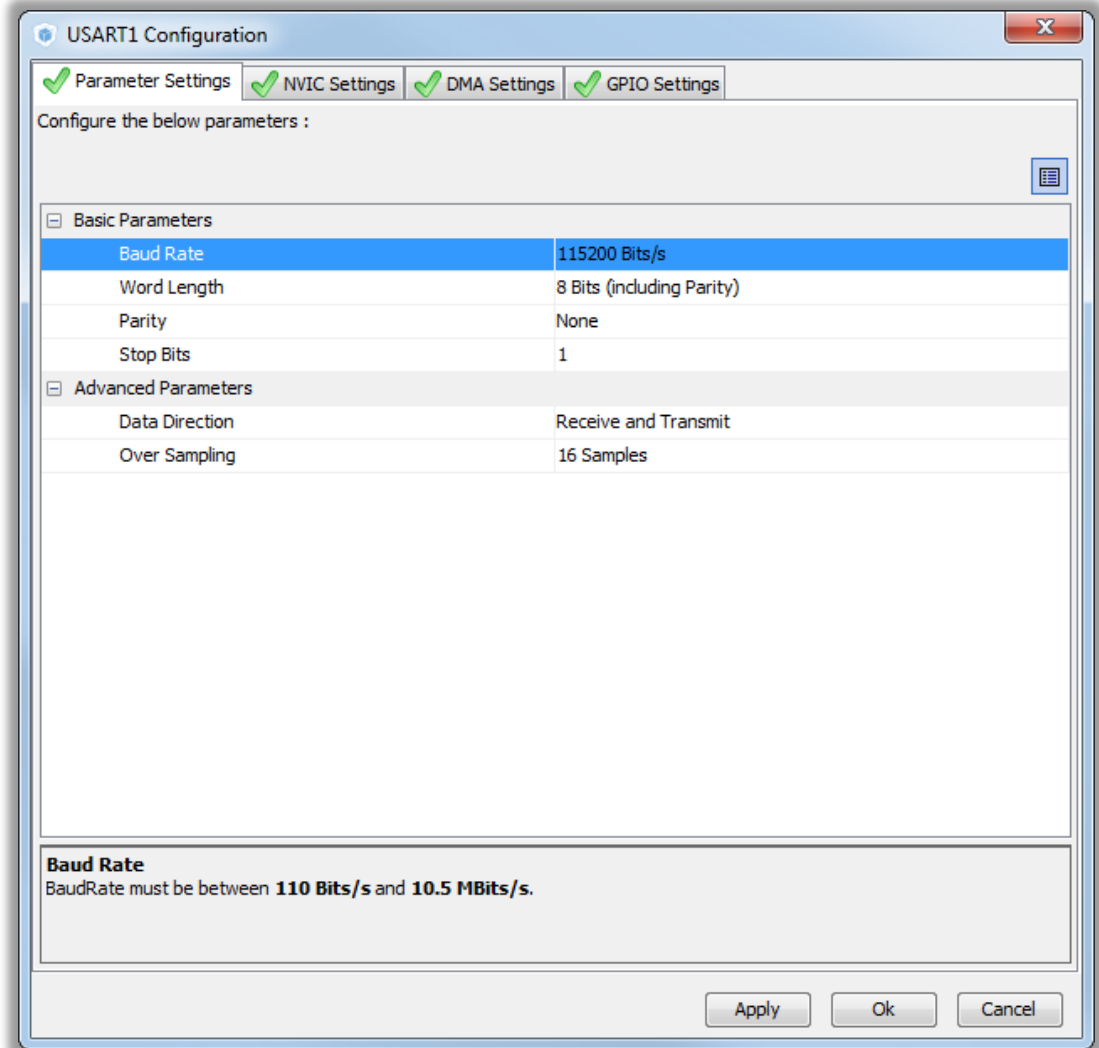 USART1 Configuration
Parameter Settings NVIC Settings DMA Settings GPIO Settings
Configure the below parameters :
Basic Parameters
Baud Rate 115200 Bits/s
Word Length 8 Bits (including Parity)
Parity None
Stop Bits 1
Advanced Parameters
Data Direction Receive and Transmit
Over Sampling 16 Samples
Baud Rate
BaudRate must be between 110 Bits/s and 10.5 MBits/s.
Apply Ok Cancel